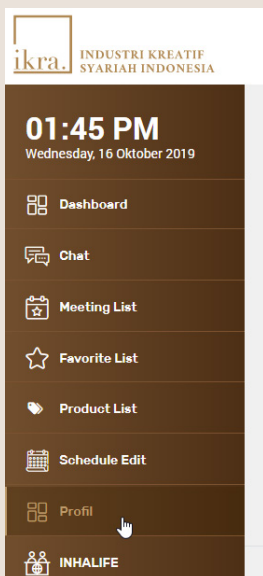 ikra.
INDUSTRI KREATIF
SYARIAH INDONESIA
01:45 PM
Wednesday, 16 Oktober 2019
Dashboard
Chat
Meeting List
Favorite List
Product List
Schedule Edit
Profil
INHALIFE